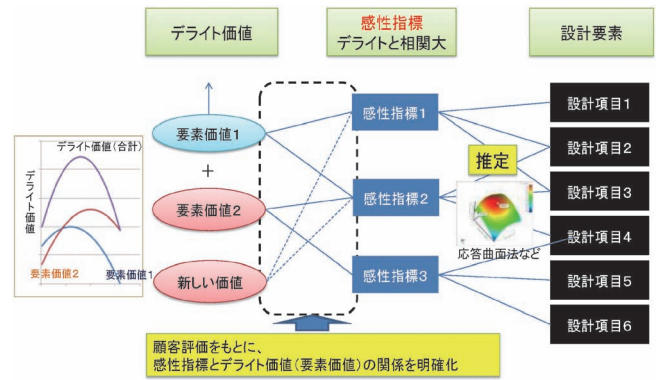 デライト価値
感性指標
デライトと相関大
設計要素
デライト価値(合計)
デライト価値
要素価値2
要素価値1
要素価値1
+
要素価値2
新しい価値
感性指標1
感性指標2
感性指標3
推定
応答曲面法など
設計項目1
設計項目2
設計項目3
設計項目4
設計項目5
設計項目6
顧客評価をもとに、
感性指標とデライト価値(要素価値)の関係を明確化